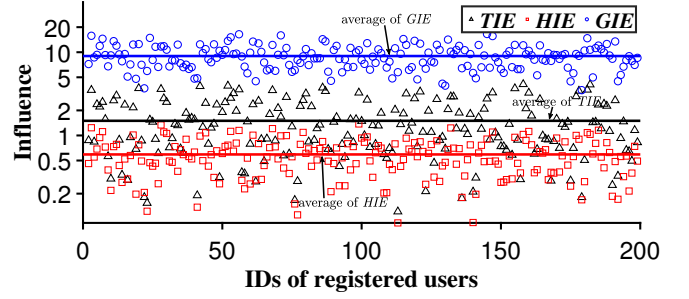 average of GIE
TIE HIE GIE
20
10
5
2
1
0.5
0.2
Influence
average of TIE
average of HIE
0 50 100 150 200
IDs of registered users